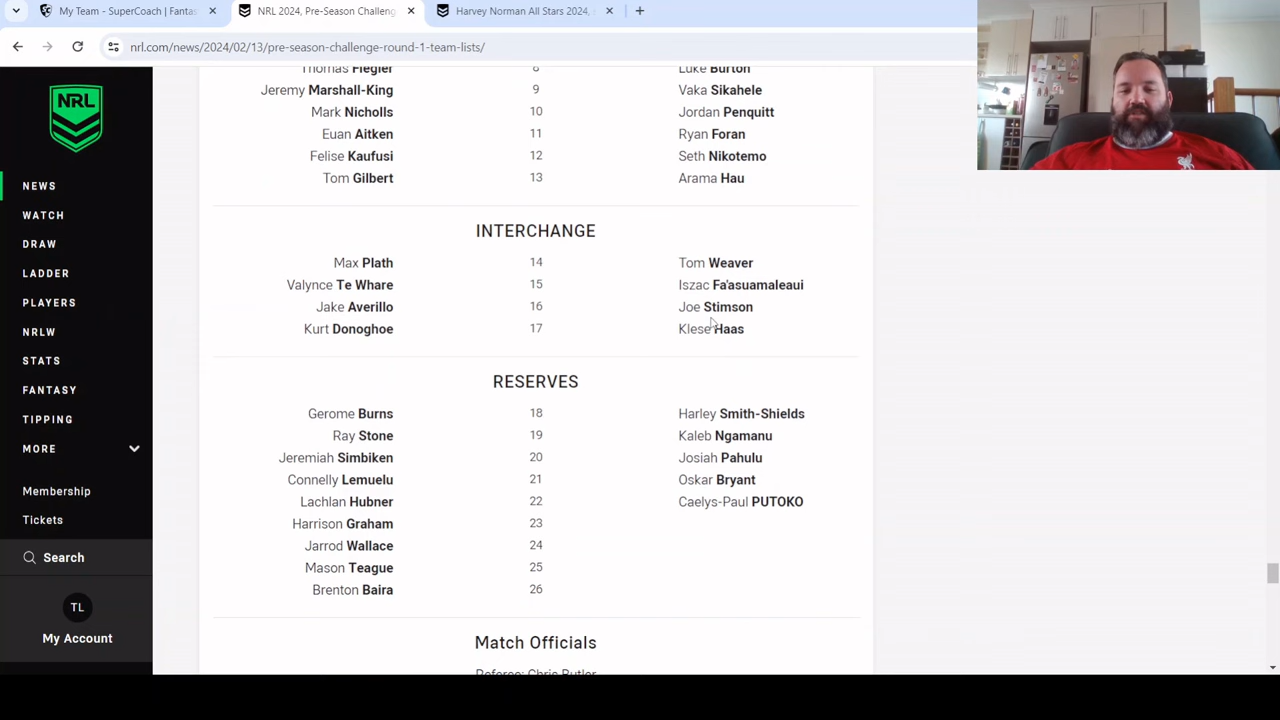 My Team - SuperCoach | Fantas
NRL 2024, Pre-Season Challeng
Harvey Norman All Stars 2024,
nrl.com/news/2024/02/13/pre-season-challenge-round-1-team-lists/
NRL
NEWS
WATCH
DRAW
LADDER
PLAYERS
NRLW
STATS
FANTASY
TIPPING
MORE
Membership
Tickets
Search
TL
My Account
Thomas Flegler 8 Luke Burton
Jeremy Marshall-King 9 Vaka Sikahele
Mark Nicholls 10 Jordan Penquitt
Euan Aitken 11 Ryan Foran
Felise Kaufusi 12 Seth Nikotemo
Tom Gilbert 13 Arama Hau
INTERCHANGE
Max Plath 14 Tom Weaver
Valynce Te Whare 15 Iszac Fa'asuamaleaui
Jake Averillo 16 Joe Stimson
Kurt Donoghoe 17 Klese Haas
RESERVES
Gerome Burns 18 Harley Smith-Shields
Ray Stone 19 Kaleb Ngamanu
Jeremiah Simbiken 20 Josiah Pahulu
Connelly Lemuelu 21 Oskar Bryant
Lachlan Hubner 22 Caelys-Paul PUTOKO
Harrison Graham 23
Jarrod Wallace 24
Mason Teague 25
Brenton Baira 26
Match Officials
Referee: Chris Butler